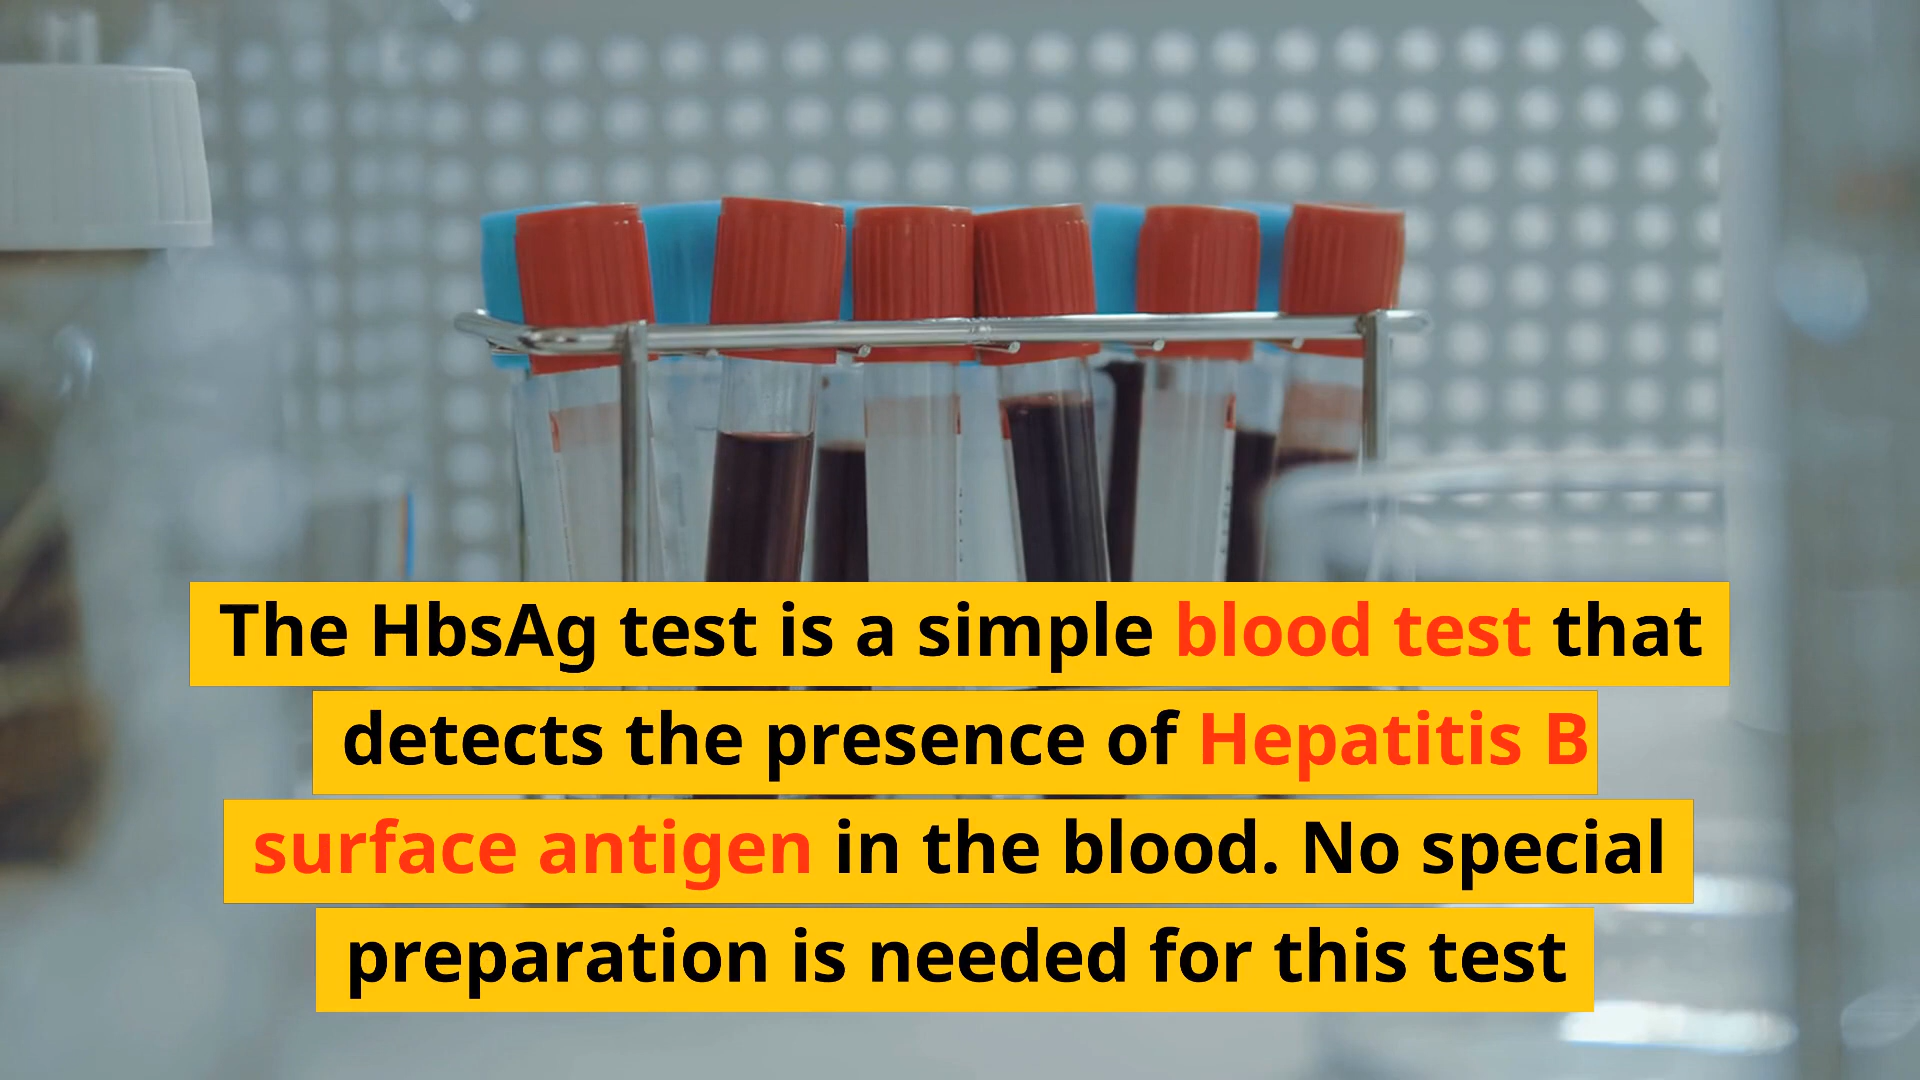 The HbsAg test is a simple blood test that
detects the presence of Hepatitis B
surface antigen in the blood. No special
preparation is needed for this test